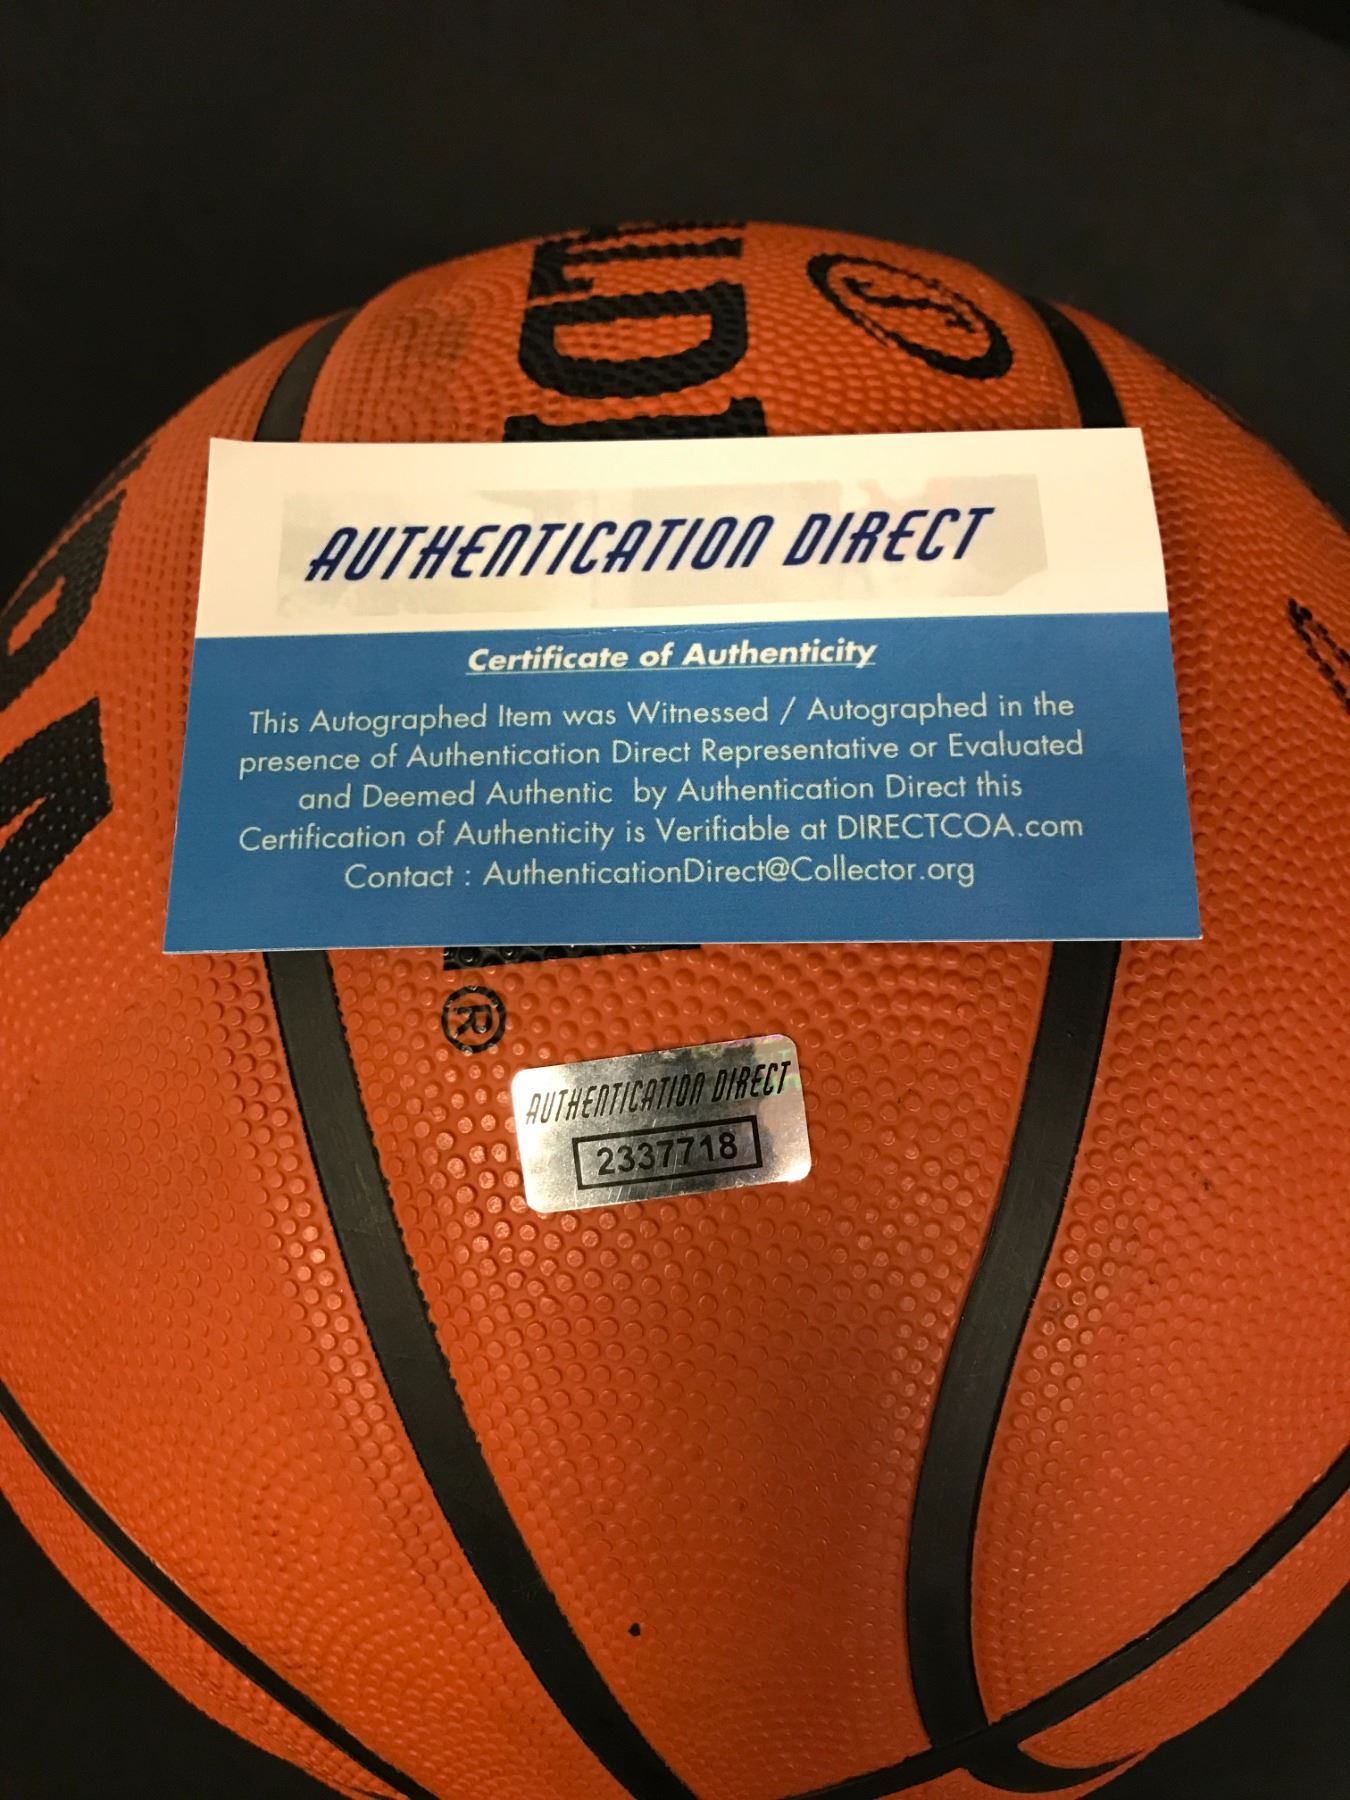 AUTHENTICATION DIRECT
Certificate of Authenticity
This Autographed Item was Witnessed / Autographed in the
presence of Authentication Direct Representative or Evaluated
and Deemed Authentic by Authentication Direct this
Certification of Authenticity is Verifiable at DIRECTCOA.com
Contact : AuthenticationDirect@Collector.org
®
AUTHENTICATION DIRECT
2337718